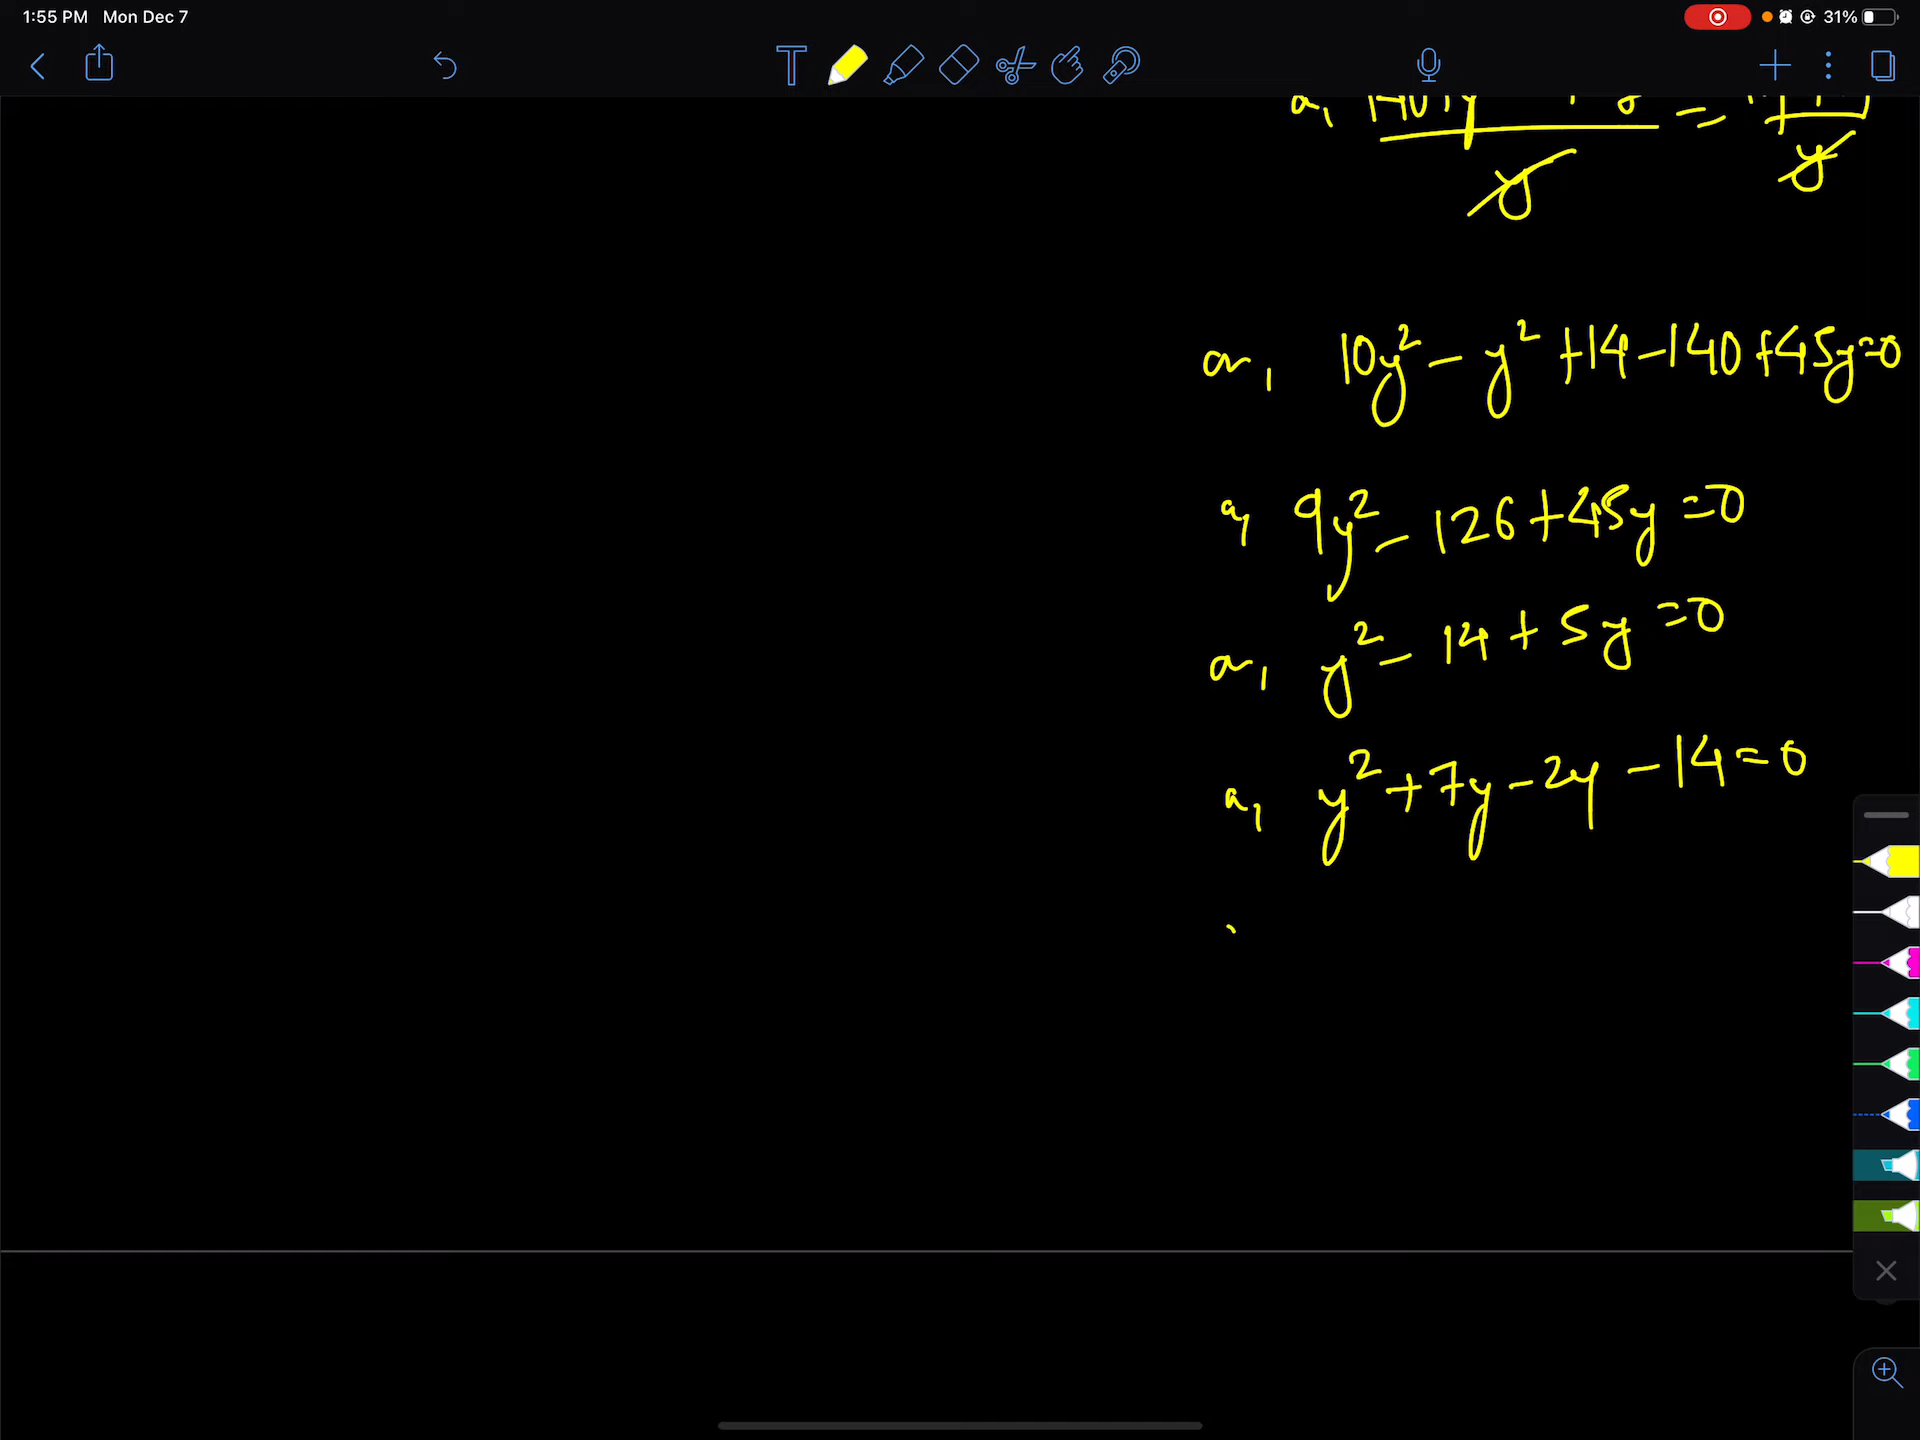 1:55 PM Mon Dec 7
31%
T
y y
or, 10y² - y² + 14 - 140 + 45y = 0
or, 9y² - 126 + 45y = 0
or, y² - 14 + 5y = 0
or, y² + 7y - 2y - 14 = 0